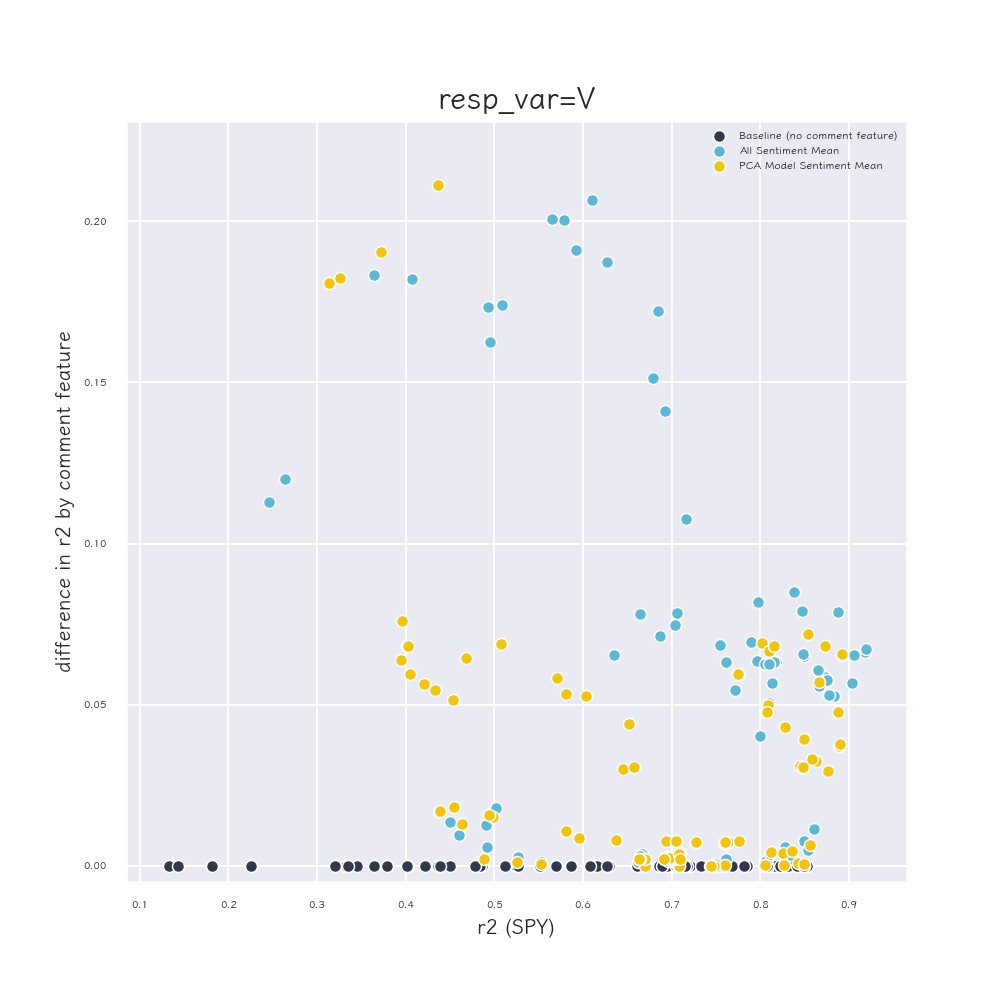 resp_var=V
Baseline (no comment feature)
All Sentiment Mean
PCA Model Sentiment Mean
difference in r2 by comment feature
0.20
0.15
0.10
0.05
0.00
0.1 0.2 0.3 0.4 0.5 0.6 0.7 0.8 0.9
r2 (SPY)